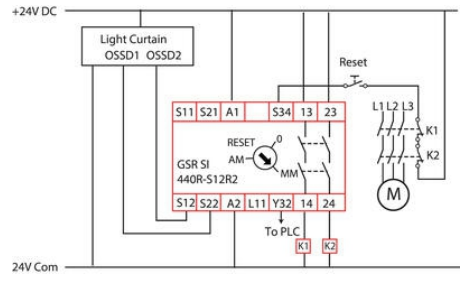 +24V DC
Light Curtain
OSSD1 OSSD2
Reset
S11 S21 A1 S34 13 23
L1 L2 L3
K1
K2
RESET 0
AM
MM
GSR SI
440R-S12R2
M
S12 S22 A2 L11 Y32 14 24
To PLC
K1 K2
24V Com